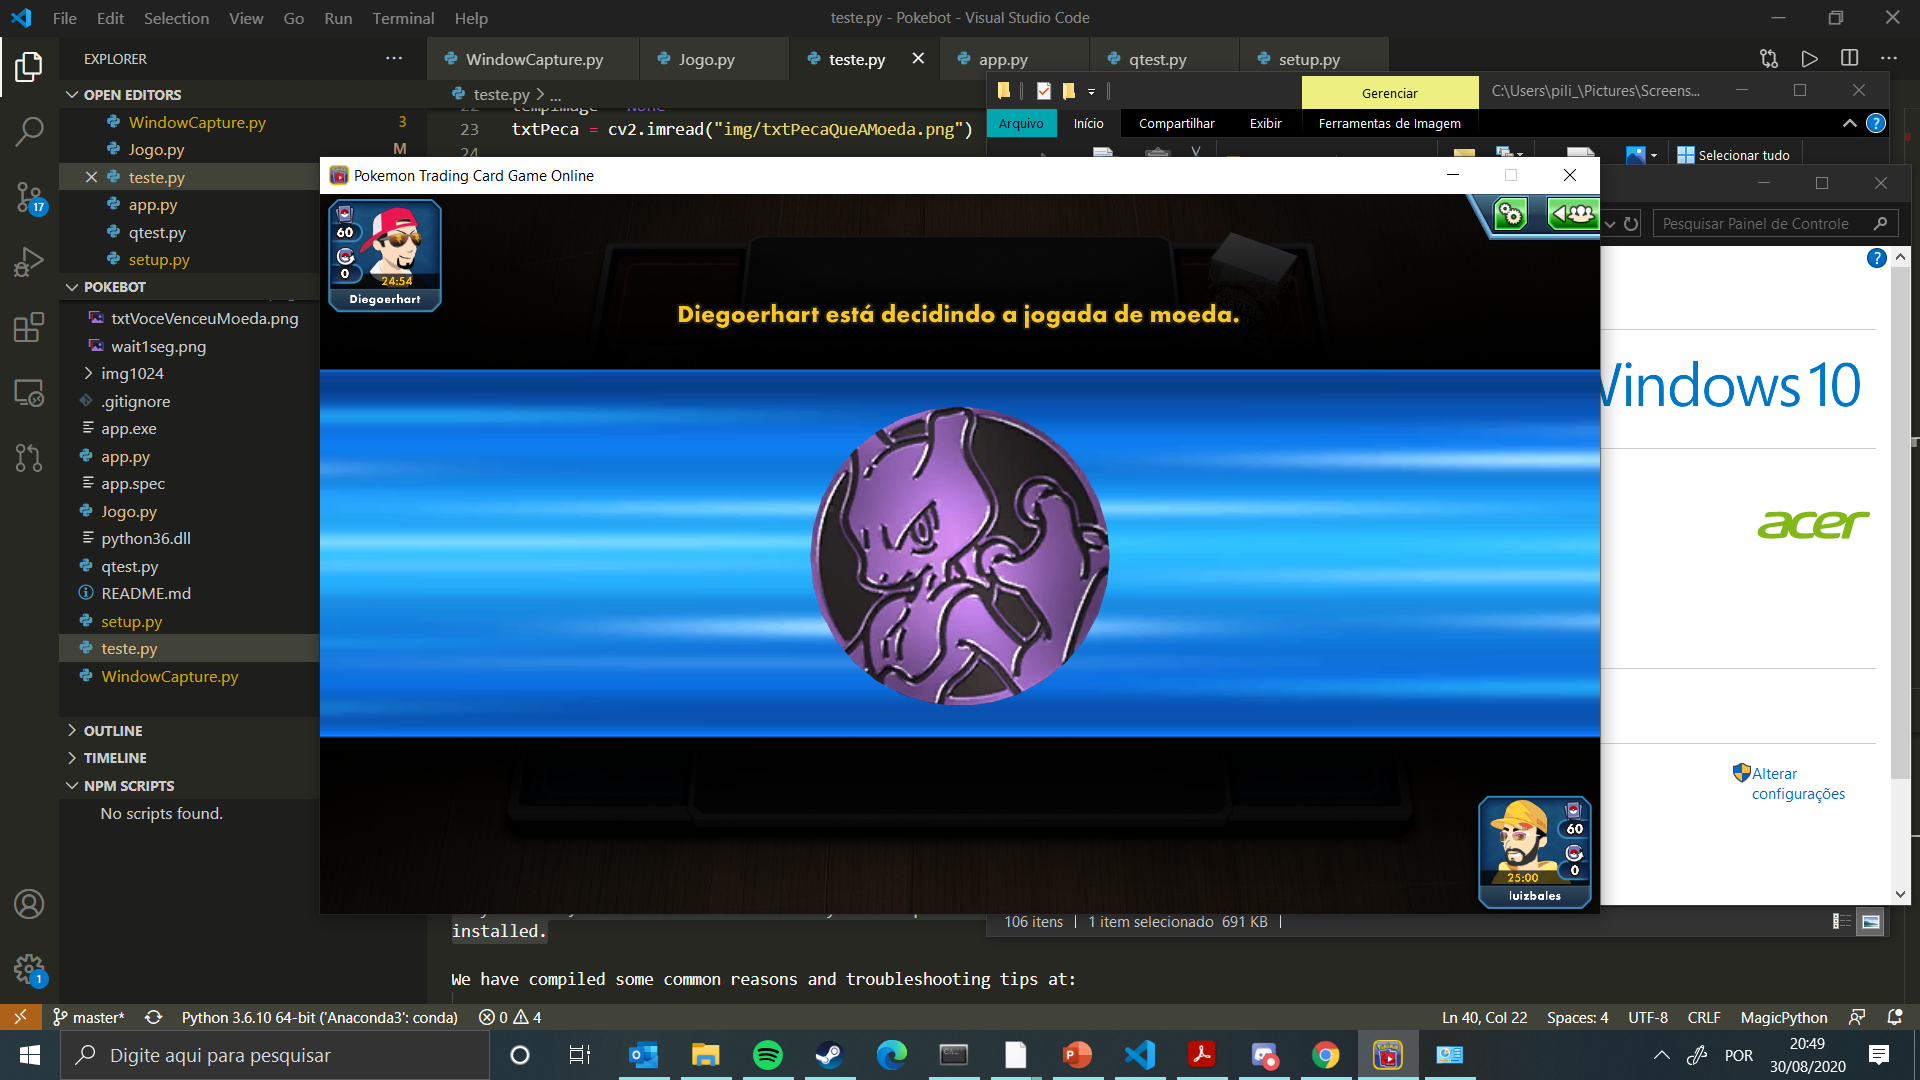 File Edit Selection View Go Run Terminal Help
teste.py - Pokebot - Visual Studio Code
EXPLORER
WindowCapture.py
Jogo.py
teste.py
app.py
qtest.py
setup.py
OPEN EDITORS
WindowCapture.py 3
Jogo.py M
teste.py
app.py
qtest.py
setup.py
POKEBOT
txtVoceVenceuMoeda.png
wait1seg.png
img1024
.gitignore
app.exe
app.py
app.spec
Jogo.py
python36.dll
qtest.py
README.md
setup.py
teste.py
WindowCapture.py
OUTLINE
TIMELINE
NPM SCRIPTS
No scripts found.
17
1
teste.py > ...
23 txtPeca = cv2.imread("img/txtPecaQueAMoeda.png")
24
Gerenciar
C:\Users\pili_\Pictures\Screens...
Arquivo Início Compartilhar Exibir Ferramentas de Imagem
Selecionar tudo
Pesquisar Painel de Controle
Windows 10
acer
Alterar
configurações
Pokemon Trading Card Game Online
60
0
24:54
Diegoerhart
Diegoerhart está decidindo a jogada de moeda.
60
0
25:00
luizbales
106 itens 1 item selecionado 691 KB
installed.
We have compiled some common reasons and troubleshooting tips at:
master* Python 3.6.10 64-bit ('Anaconda3': conda) 0 4
Ln 40, Col 22 Spaces: 4 UTF-8 CRLF MagicPython
Digite aqui para pesquisar
POR
20:49
30/08/2020